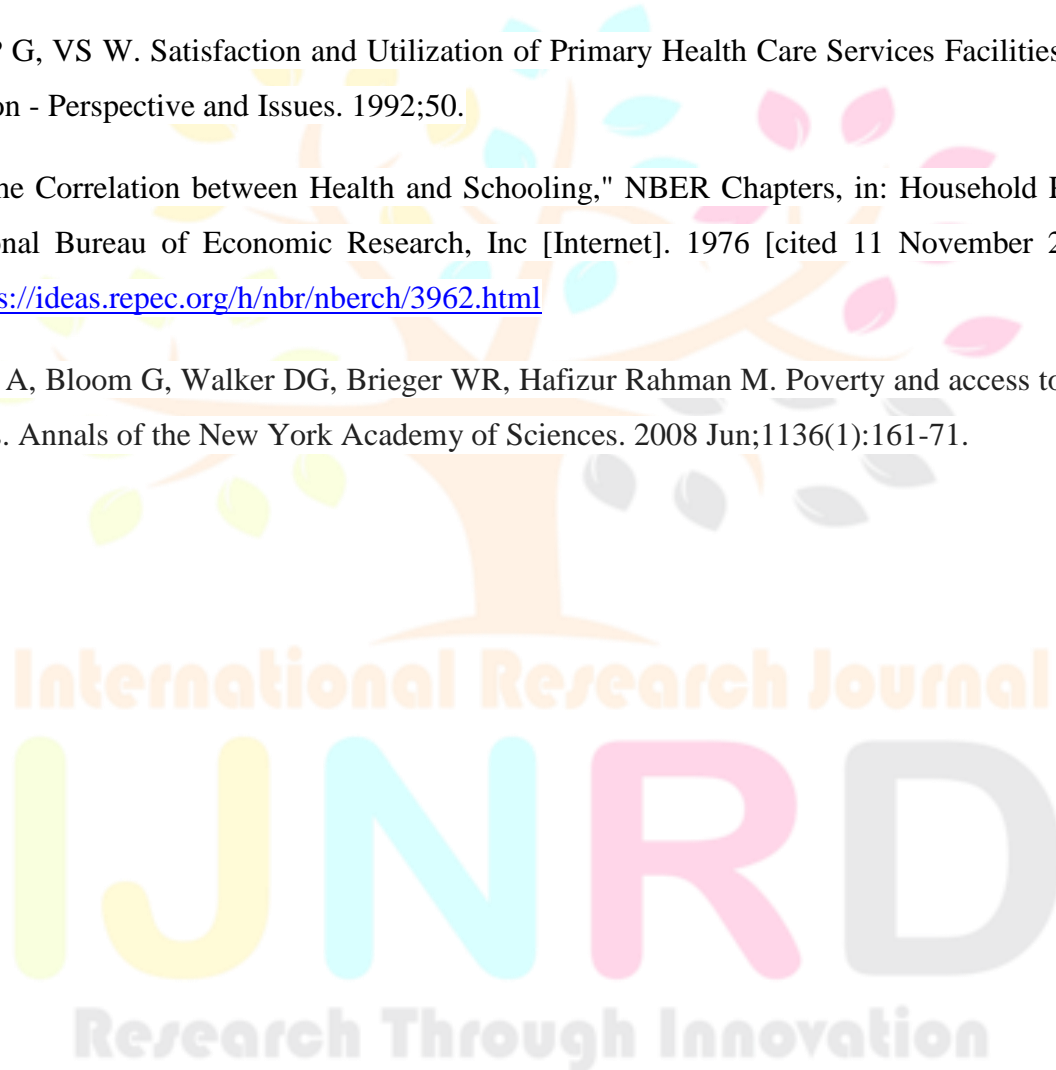 G, VS W. Satisfaction and Utilization of Primary Health Care Services Facilities
on - Perspective and Issues. 1992;50.
ne Correlation between Health and Schooling," NBER Chapters, in: Household
onal Bureau of Economic Research, Inc [Internet]. 1976 [cited 11 November 2
s://ideas.repec.org/h/nbr/nberch/3962.html
A, Bloom G, Walker DG, Brieger WR, Hafizur Rahman M. Poverty and access to
. Annals of the New York Academy of Sciences. 2008 Jun;1136(1):161-71.
International Research Journal
IJNRD
Research Through Innovation